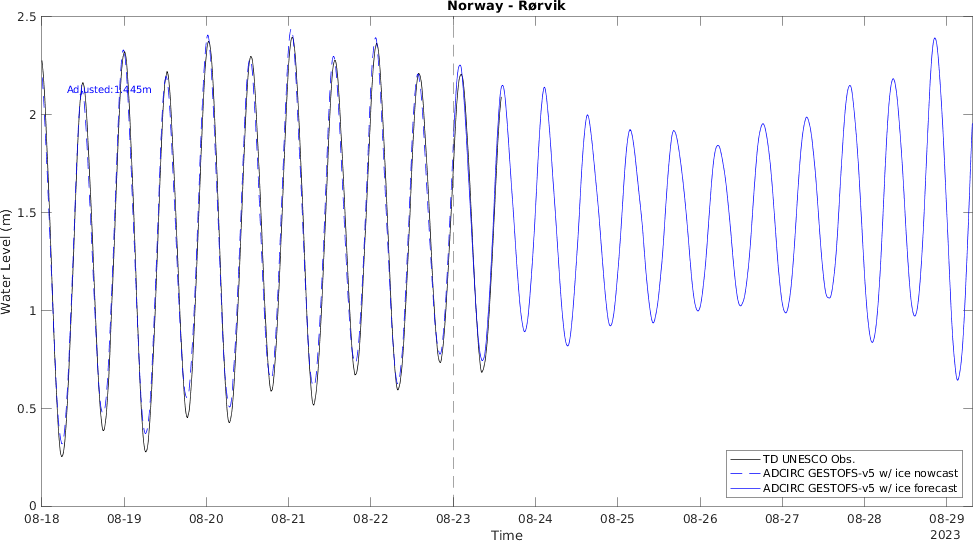 Norway - Rørvik
2.5
2
1.5
1
0.5
0
Water Level (m)
Adjusted:1.445m
TD UNESCO Obs.
ADCIRC GESTOFS-v5 w/ ice nowcast
ADCIRC GESTOFS-v5 w/ ice forecast
08-18 08-19 08-20 08-21 08-22 08-23 08-24 08-25 08-26 08-27 08-28 08-29
Time
2023